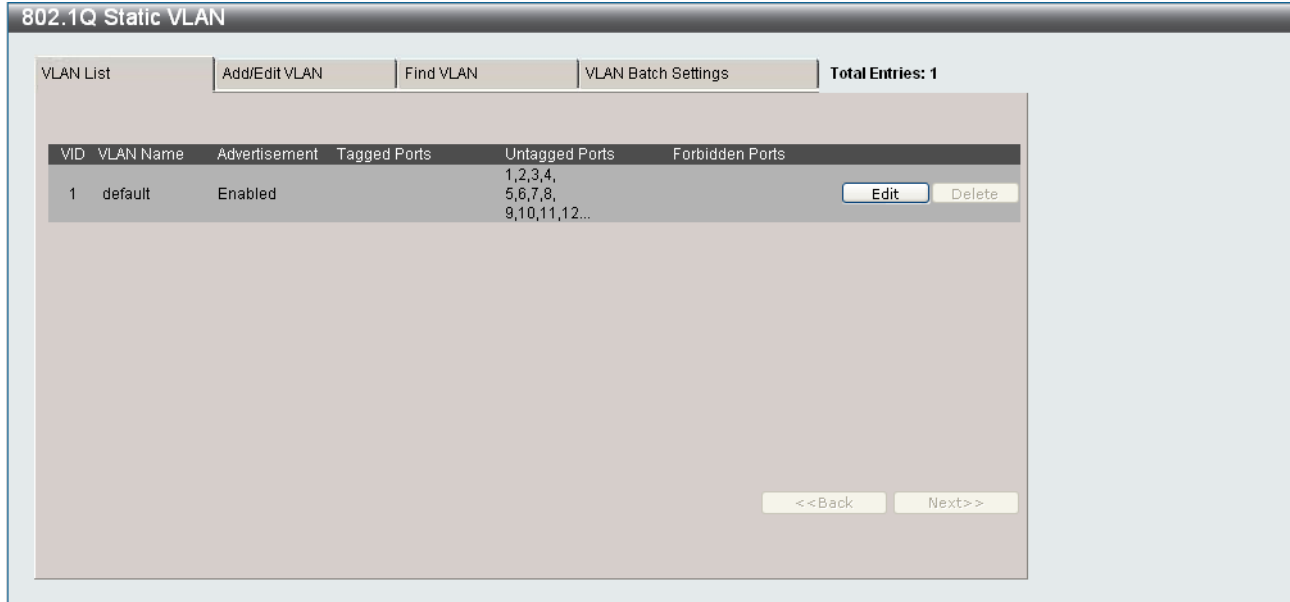 802.1Q Static VLAN
VLAN List Add/Edit VLAN Find VLAN VLAN Batch Settings Total Entries: 1
VID VLAN Name Advertisement Tagged Ports Untagged Ports Forbidden Ports
1 default Enabled 1,2,3,4,
5,6,7,8,
9,10,11,12... Edit Delete
<<Back Next>>